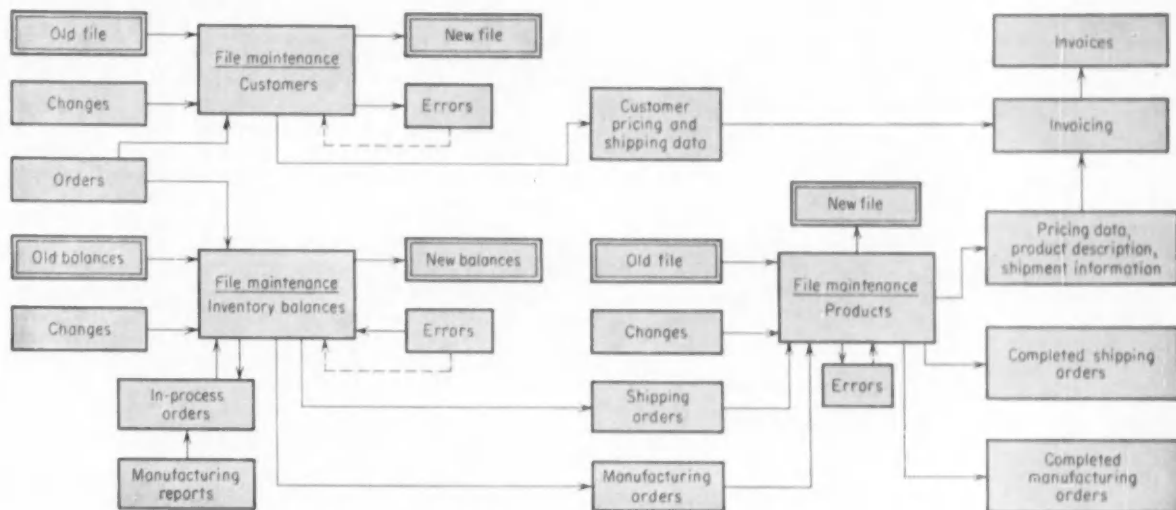 Old file
File maintenance
Customers
New file
Changes
Errors
Orders
Customer
pricing and
shipping data
Invoices
Invoicing
Old balances
File maintenance
Inventory balances
New balances
Changes
Errors
In-process
orders
Manufacturing
reports
New file
Old file
File maintenance
Products
Changes
Errors
Shipping
orders
Manufacturing
orders
Pricing data,
product description,
shipment information
Completed shipping
orders
Completed
manufacturing
orders